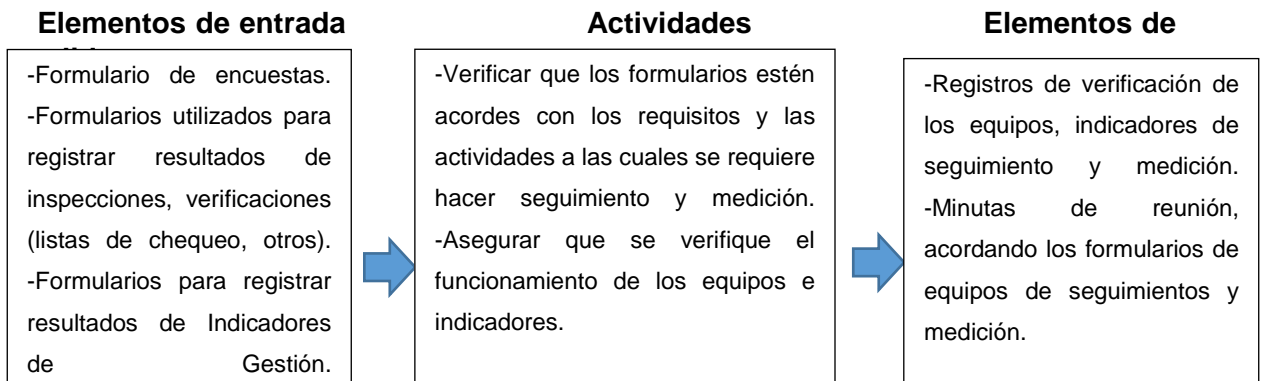 Elementos de entrada
Actividades
Elementos de
-Formulario de encuestas.
-Formularios utilizados para
registrar resultados de
inspecciones, verificaciones
(listas de chequeo, otros).
-Formularios para registrar
resultados de Indicadores
de Gestión.
-Verificar que los formularios estén
acordes con los requisitos y las
actividades a las cuales se requiere
hacer seguimiento y medición.
-Asegurar que se verifique el
funcionamiento de los equipos e
indicadores.
-Registros de verificación de
los equipos, indicadores de
seguimiento y medición.
-Minutas de reunión,
acordando los formularios de
equipos de seguimientos y
medición.